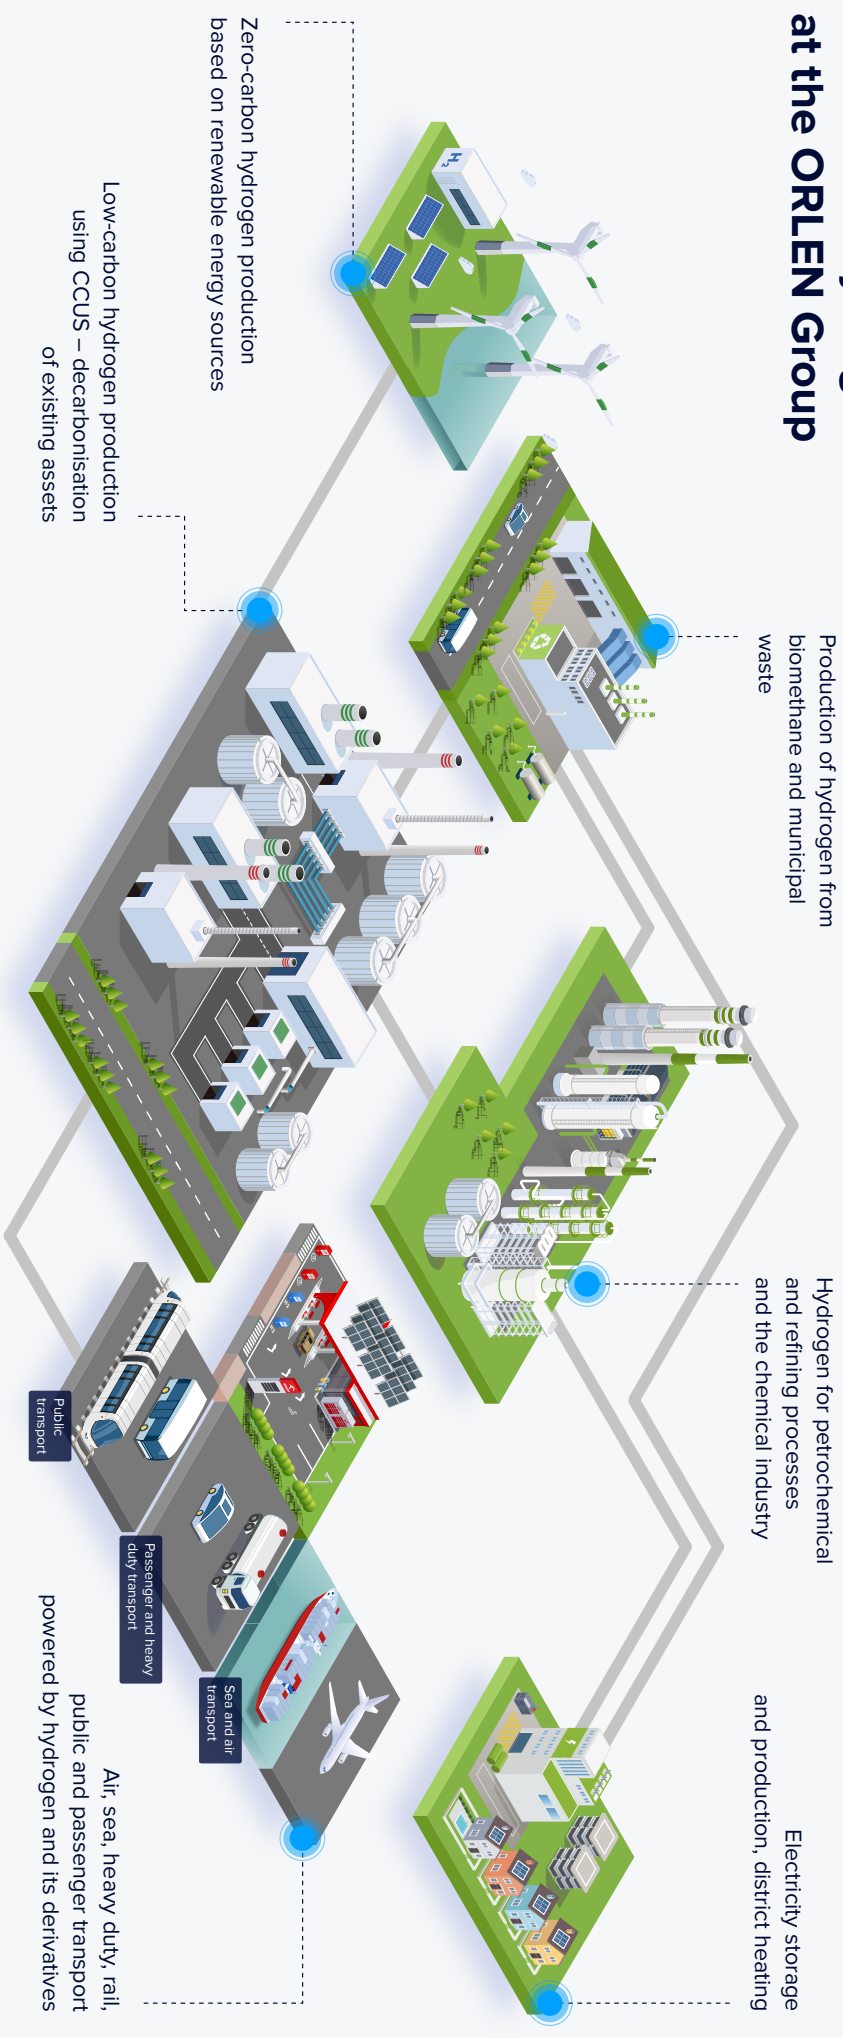 at the ORLEN Group
Zero-carbon hydrogen production
based on renewable energy sources
Low-carbon hydrogen production
using CCUS – decarbonisation
of existing assets
Production of hydrogen from
biomethane and municipal
waste
Hydrogen for petrochemical
and refining processes
and the chemical industry
Electricity storage
and production, district heating
Air, sea, heavy duty, rail,
public and passenger transport
powered by hydrogen and its derivatives
Public
transport
Passenger and heavy
duty transport
Sea and air
transport
H2